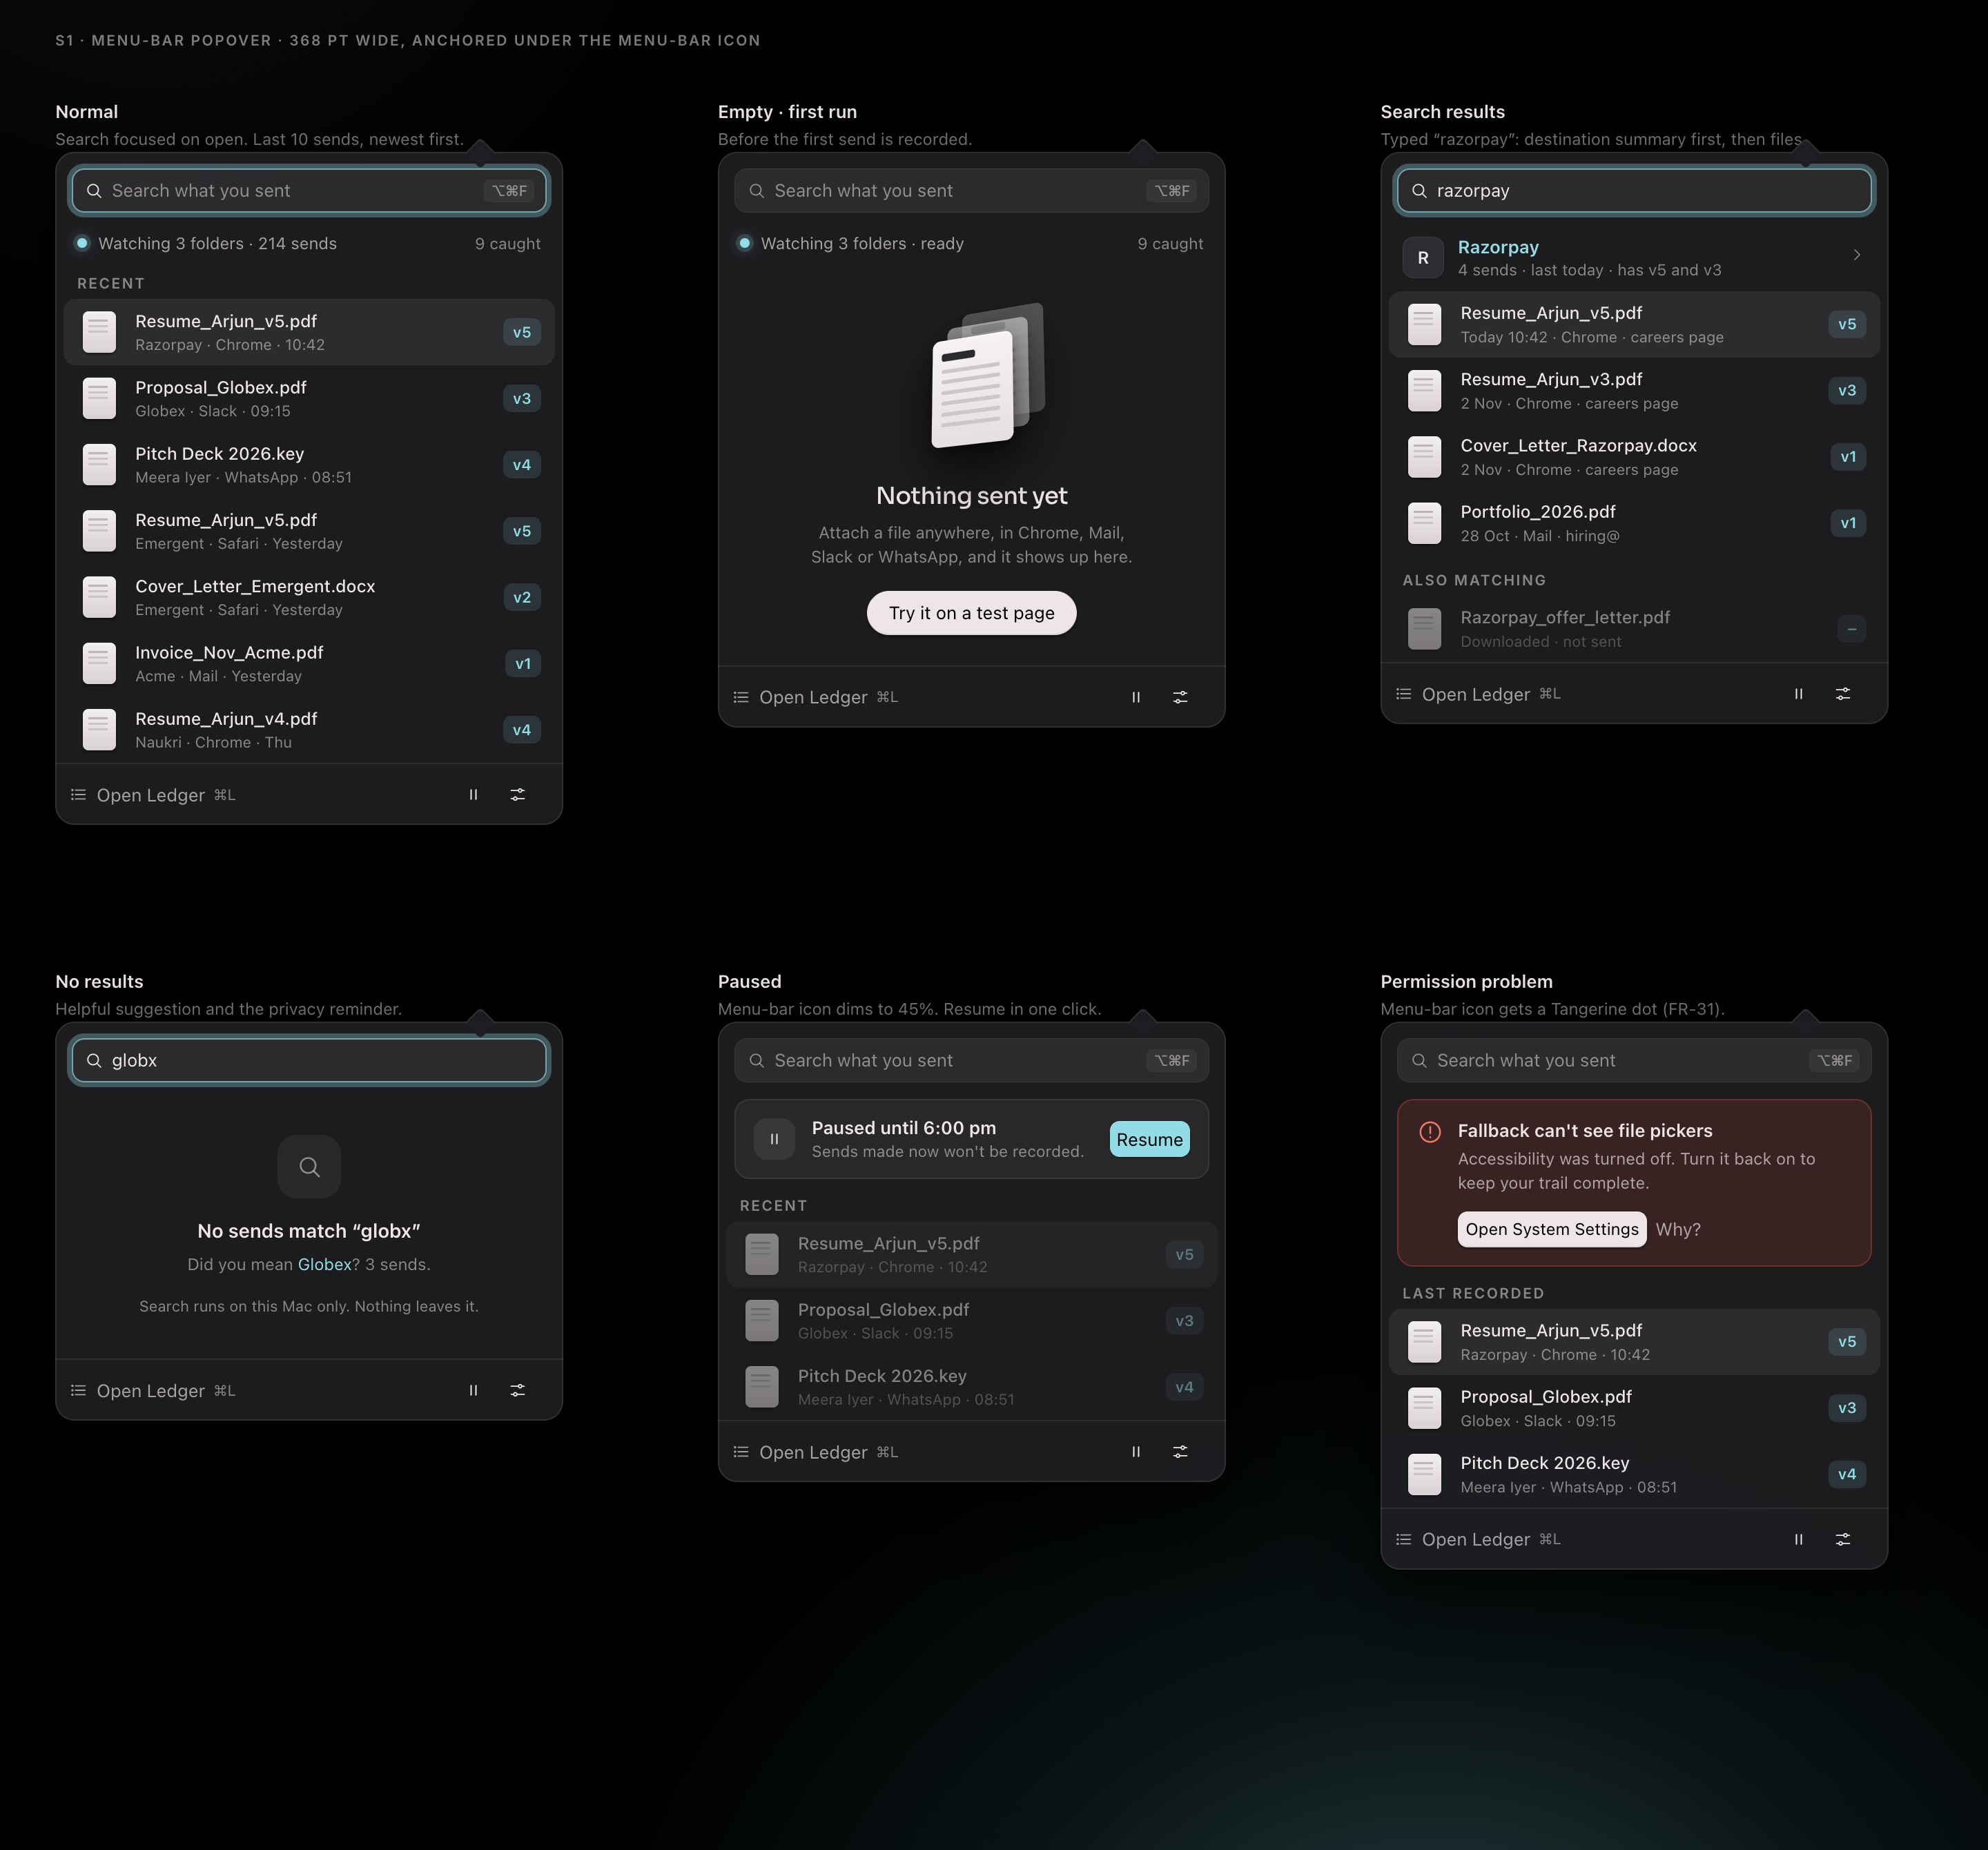 S1 · MENU-BAR POPOVER · 368 PT WIDE, ANCHORED UNDER THE MENU-BAR ICON
Normal
Search focused on open. Last 10 sends, newest first.
Search what you sent ⌥⌘F
Watching 3 folders · 214 sends 9 caught
RECENT
Resume_Arjun_v5.pdf
Razorpay · Chrome · 10:42
v5
Proposal_Globex.pdf
Globex · Slack · 09:15
v3
Pitch Deck 2026.key
Meera Iyer · WhatsApp · 08:51
v4
Resume_Arjun_v5.pdf
Emergent · Safari · Yesterday
v5
Cover_Letter_Emergent.docx
Emergent · Safari · Yesterday
v2
Invoice_Nov_Acme.pdf
Acme · Mail · Yesterday
v1
Resume_Arjun_v4.pdf
Naukri · Chrome · Thu
v4
Open Ledger ⌘L
Empty · first run
Before the first send is recorded.
Search what you sent ⌥⌘F
Watching 3 folders · ready 9 caught
Nothing sent yet
Attach a file anywhere, in Chrome, Mail,
Slack or WhatsApp, and it shows up here.
Try it on a test page
Open Ledger ⌘L
Search results
Typed “razorpay”: destination summary first, then files.
razorpay
R
Razorpay
4 sends · last today · has v5 and v3
Resume_Arjun_v5.pdf
Today 10:42 · Chrome · careers page
v5
Resume_Arjun_v3.pdf
2 Nov · Chrome · careers page
v3
Cover_Letter_Razorpay.docx
2 Nov · Chrome · careers page
v1
Portfolio_2026.pdf
28 Oct · Mail · hiring@
v1
ALSO MATCHING
Razorpay_offer_letter.pdf
Downloaded · not sent
–
Open Ledger ⌘L
No results
Helpful suggestion and the privacy reminder.
globx
No sends match “globx”
Did you mean Globex? 3 sends.
Search runs on this Mac only. Nothing leaves it.
Open Ledger ⌘L
Paused
Menu-bar icon dims to 45%. Resume in one click.
Search what you sent ⌥⌘F
Paused until 6:00 pm
Sends made now won't be recorded.
Resume
RECENT
Resume_Arjun_v5.pdf
Razorpay · Chrome · 10:42
v5
Proposal_Globex.pdf
Globex · Slack · 09:15
v3
Pitch Deck 2026.key
Meera Iyer · WhatsApp · 08:51
v4
Open Ledger ⌘L
Permission problem
Menu-bar icon gets a Tangerine dot (FR-31).
Search what you sent ⌥⌘F
Fallback can't see file pickers
Accessibility was turned off. Turn it back on to
keep your trail complete.
Open System Settings Why?
LAST RECORDED
Resume_Arjun_v5.pdf
Razorpay · Chrome · 10:42
v5
Proposal_Globex.pdf
Globex · Slack · 09:15
v3
Pitch Deck 2026.key
Meera Iyer · WhatsApp · 08:51
v4
Open Ledger ⌘L